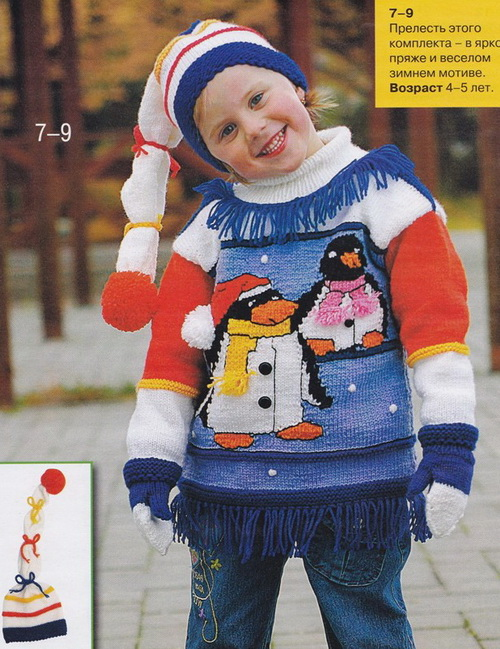 7–9
Прелесть этого
комплекта – в ярко
пряже и веселом
зимнем мотиве.
Возраст 4–5 лет.
7–9